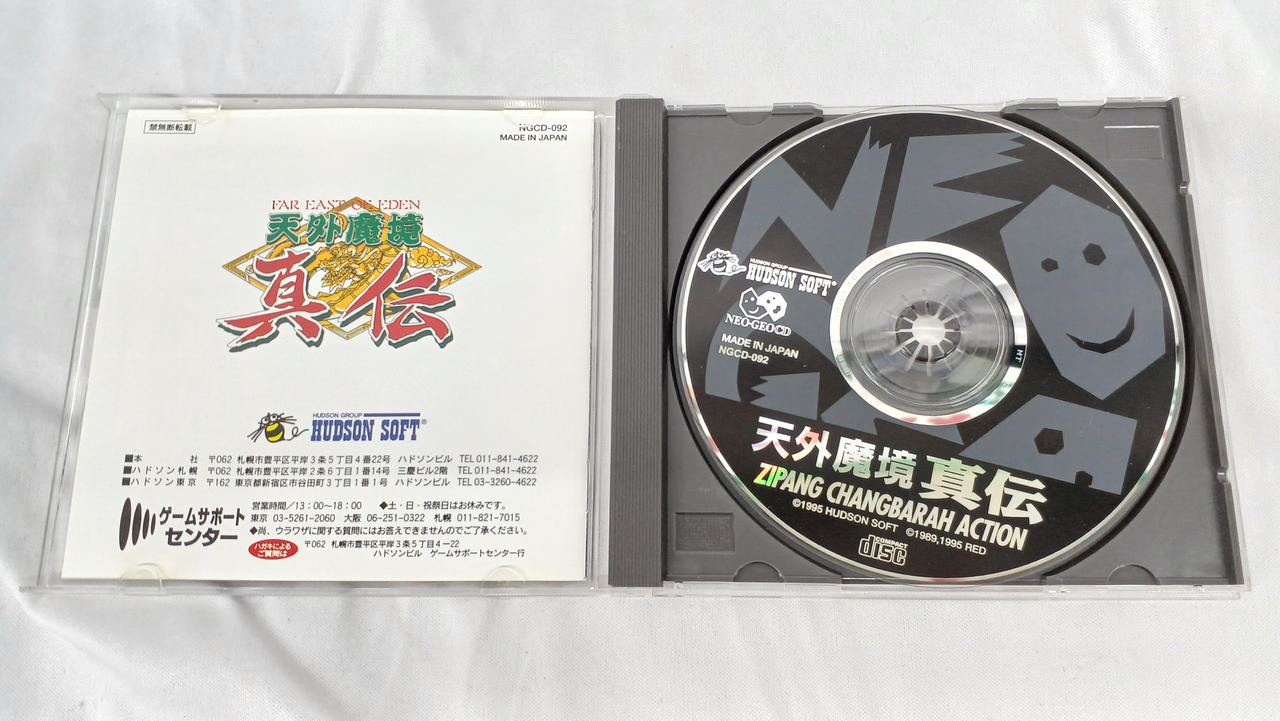 禁無断転載
NGCD-092
MADE IN JAPAN
FAR EAST OF EDEN
天外魔境
真伝
HUDSON GROUP
HUDSON SOFT®
■本 社 〒062 札幌市豊平区平岸3条5丁目4番22号 ハドソンビル TEL 011-841-4622
■ハドソン札幌 〒062 札幌市豊平区平岸2条6丁目1番14号 三慶ビル2階 TEL 011-841-4622
■ハドソン東京 〒162 東京都新宿区市谷田町3丁目1番1号 ハドソンビル TEL 03-3260-4622
ゲームサポートセンター
営業時間/13:00〜18:00 ◆土・日・祝祭日はお休みです。
東京 03-5261-2060 大阪 06-251-0322 札幌 011-821-7015
◆尚、ウラワザに関する質問にはお答えできませんのでご了承ください。
ハガキによるご質問は
〒062 札幌市豊平区平岸3条5丁目4-22
ハドソンビル ゲームサポートセンター行
NEO
HUDSON GROUP
HUDSON SOFT®
NEO·GEO CD
MADE IN JAPAN
NGCD-092
天外魔境 真伝
ZIPANG CHANGBARAH ACTION
©1995 HUDSON SOFT ©1989,1995 RED
COMPACT
disc